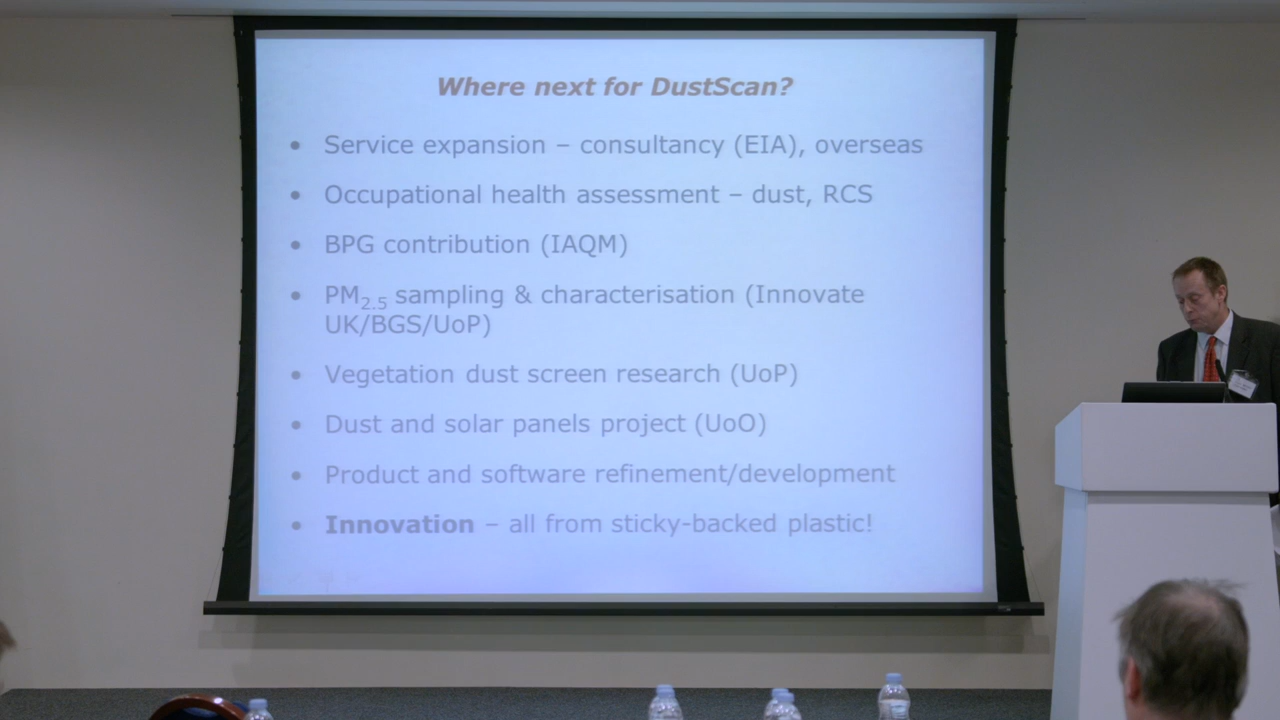 Where next for DustScan?
• Service expansion – consultancy (EIA), overseas
• Occupational health assessment – dust, RCS
• BPG contribution (IAQM)
• PM2.5 sampling & characterisation (Innovate
UK/BGS/UoP)
• Vegetation dust screen research (UoP)
• Dust and solar panels project (UoO)
• Product and software refinement/development
• Innovation – all from sticky-backed plastic!